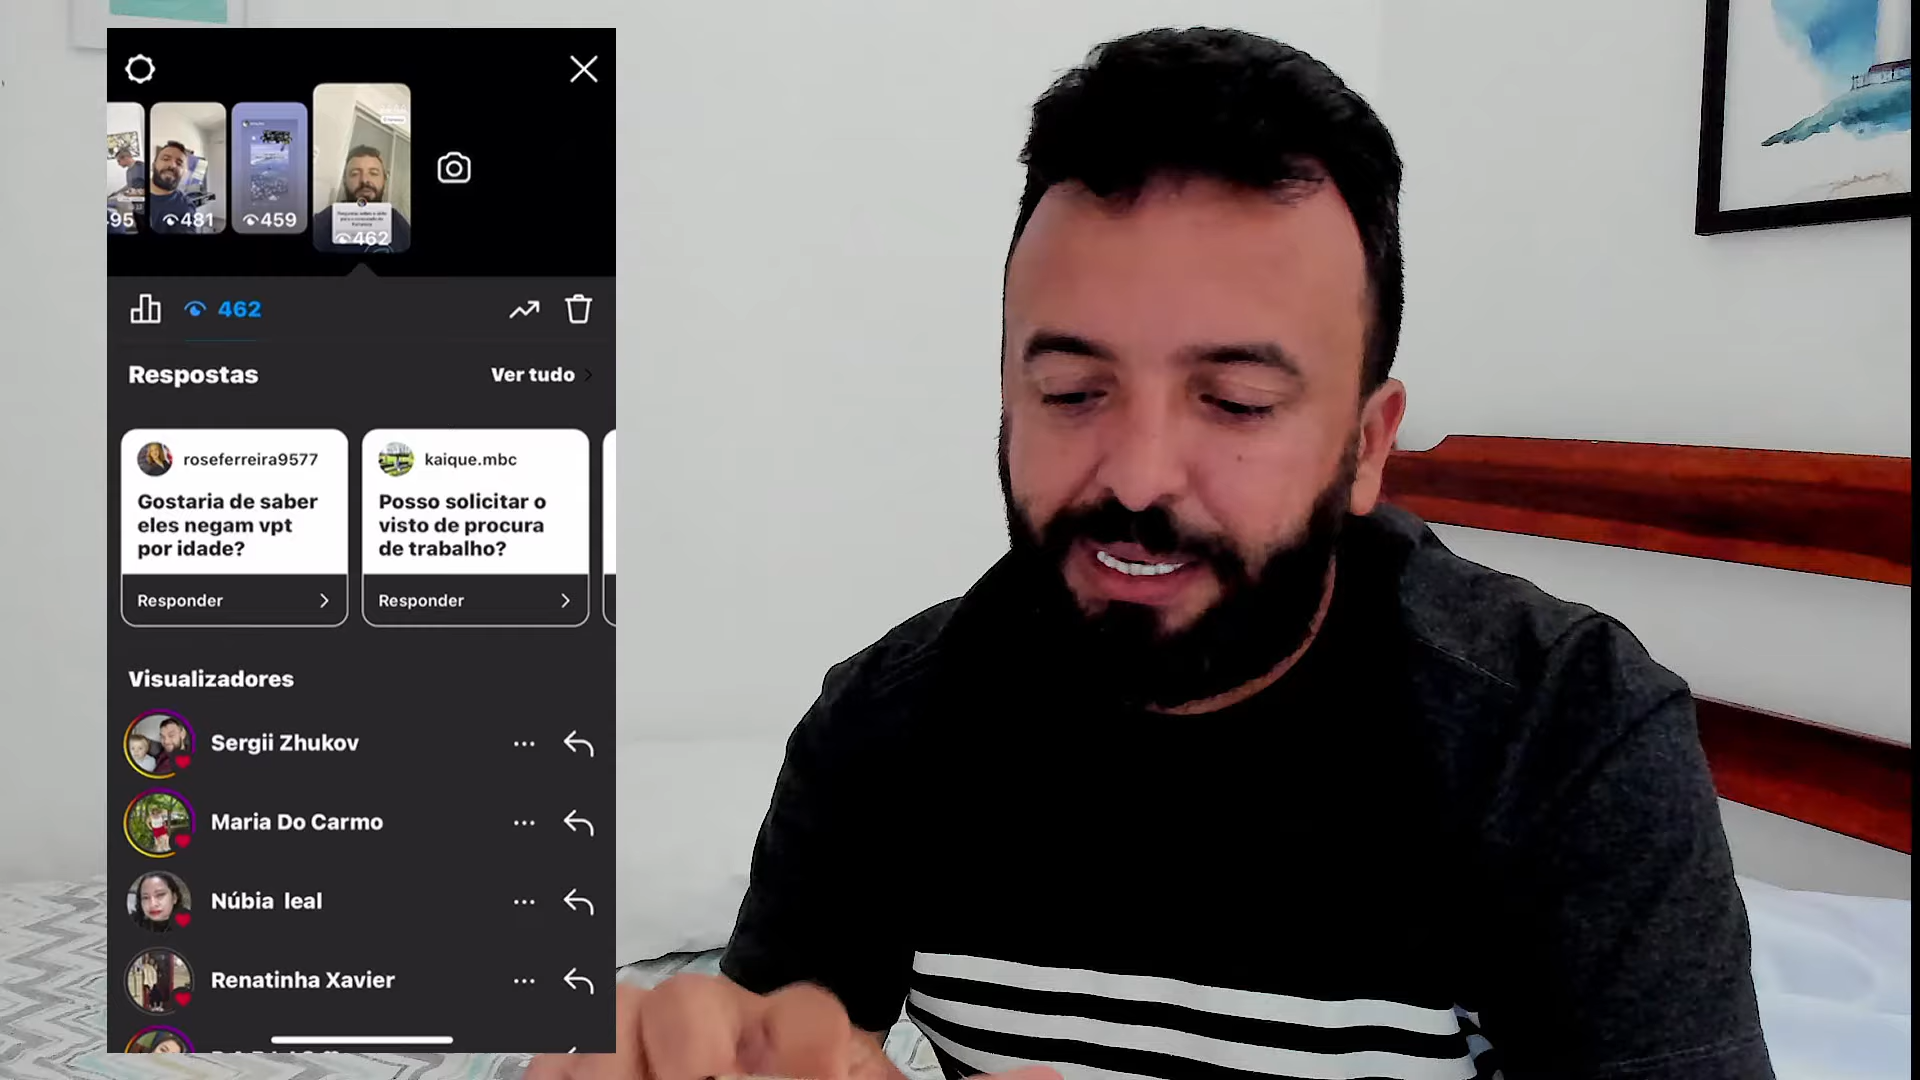 95
481
459
462
462
Respostas
Ver tudo
roseferreira9577
Gostaria de saber
eles negam vpt
por idade?
Responder
kaique.mbc
Posso solicitar o
visto de procura
de trabalho?
Responder
Visualizadores
Sergii Zhukov
Maria Do Carmo
Núbia leal
Renatinha Xavier